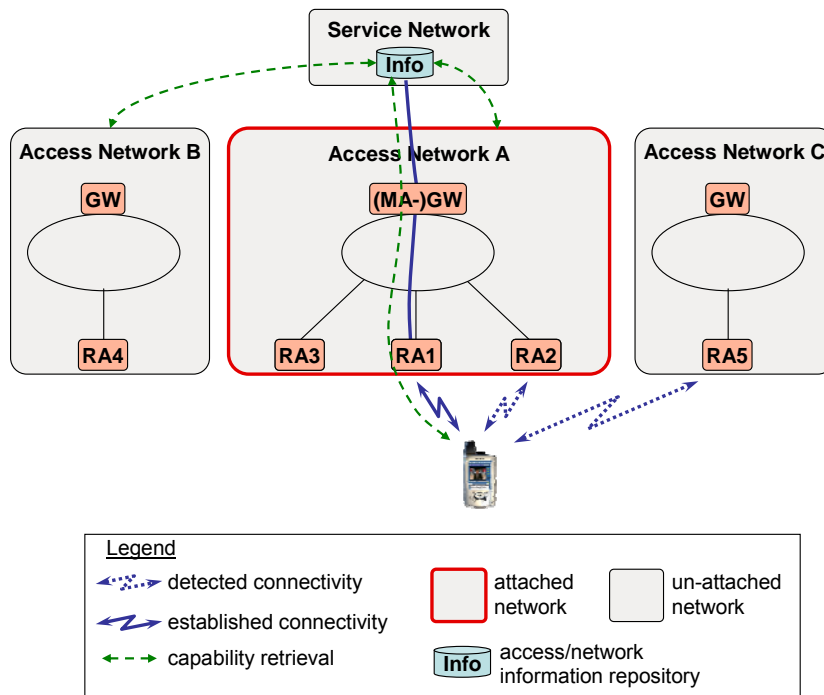 Service Network
Info
Access Network B
Access Network A
Access Network C
GW
(MA-)GW
GW
RA4
RA3
RA1
RA2
RA5
Legend
detected connectivity
established connectivity
capability retrieval
attached
network
un-attached
network
Info
access/network
information repository